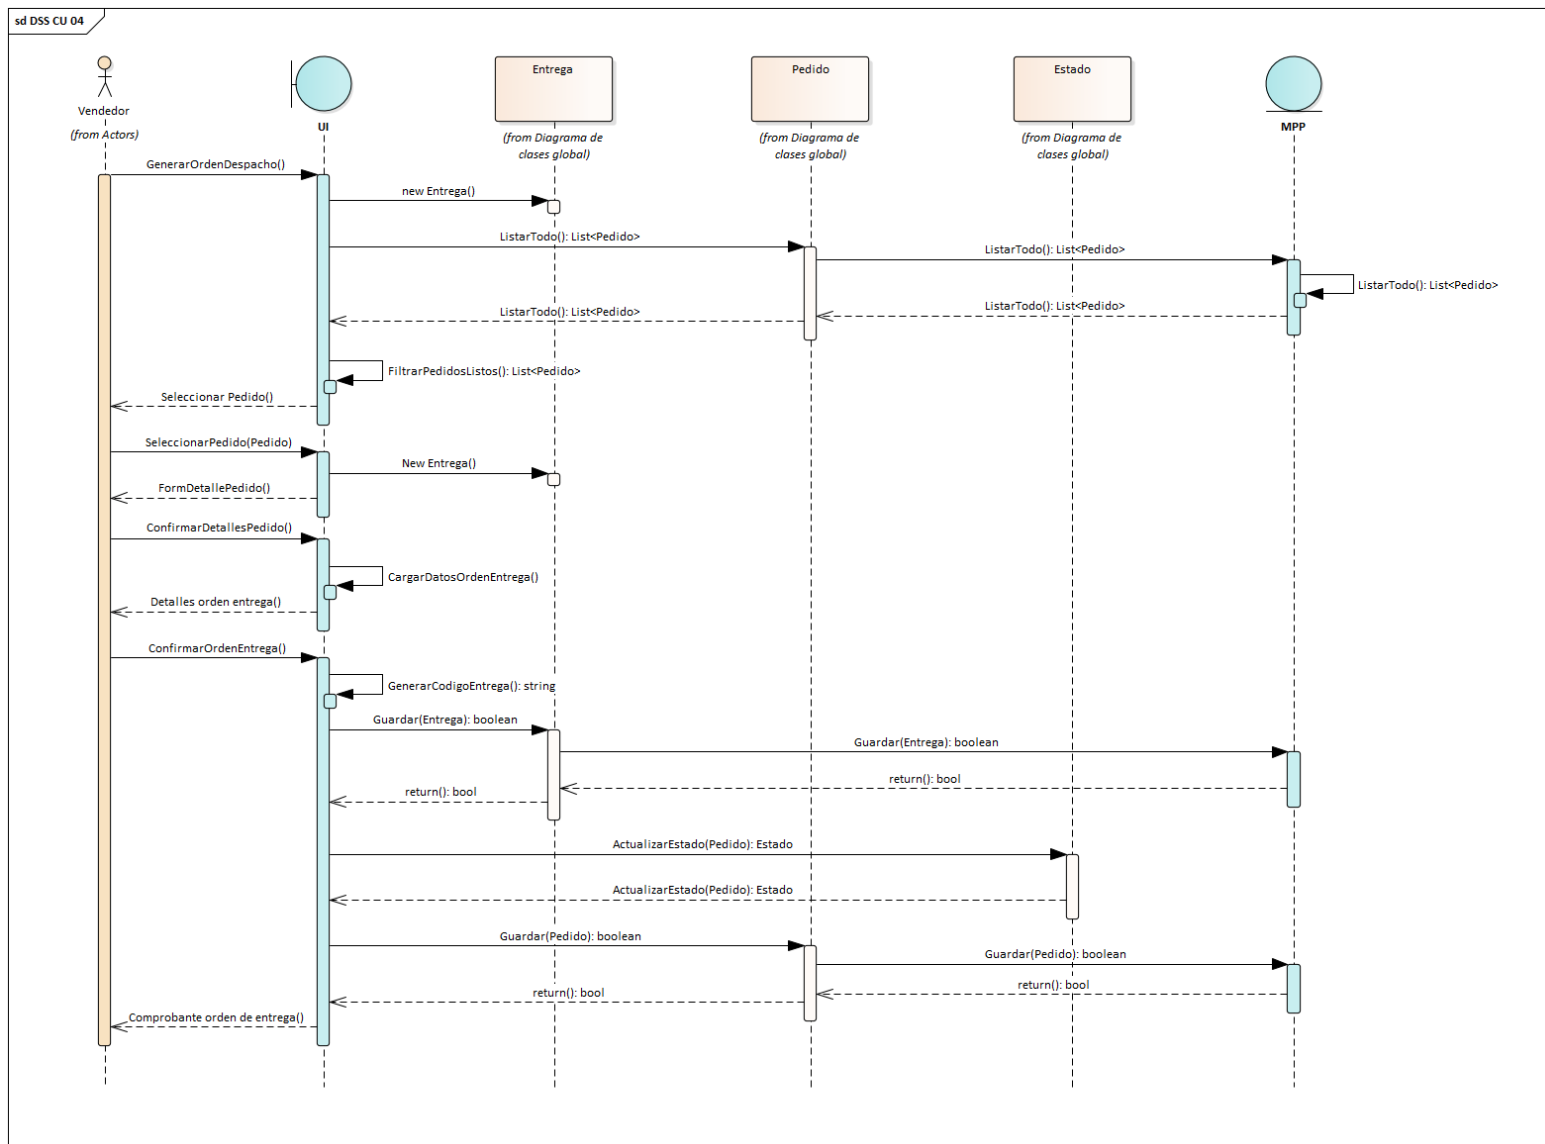 sd DSS CU 04
Vendedor
(from Actors)
UI
Entrega
(from Diagrama de
clases global)
Pedido
(from Diagrama de
clases global)
Estado
(from Diagrama de
clases global)
MPP
GenerarOrdenDespacho()
new Entrega()
ListarTodo(): List<Pedido>
ListarTodo(): List<Pedido>
ListarTodo(): List<Pedido>
ListarTodo(): List<Pedido>
ListarTodo(): List<Pedido>
FiltrarPedidosListos(): List<Pedido>
Seleccionar Pedido()
SeleccionarPedido(Pedido)
New Entrega()
FormDetallePedido()
ConfirmarDetallesPedido()
CargarDatosOrdenEntrega()
Detalles orden entrega()
ConfirmarOrdenEntrega()
GenerarCodigoEntrega(): string
Guardar(Entrega): boolean
Guardar(Entrega): boolean
return(): bool
return(): bool
ActualizarEstado(Pedido): Estado
ActualizarEstado(Pedido): Estado
Guardar(Pedido): boolean
Guardar(Pedido): boolean
return(): bool
return(): bool
Comprobante orden de entrega()